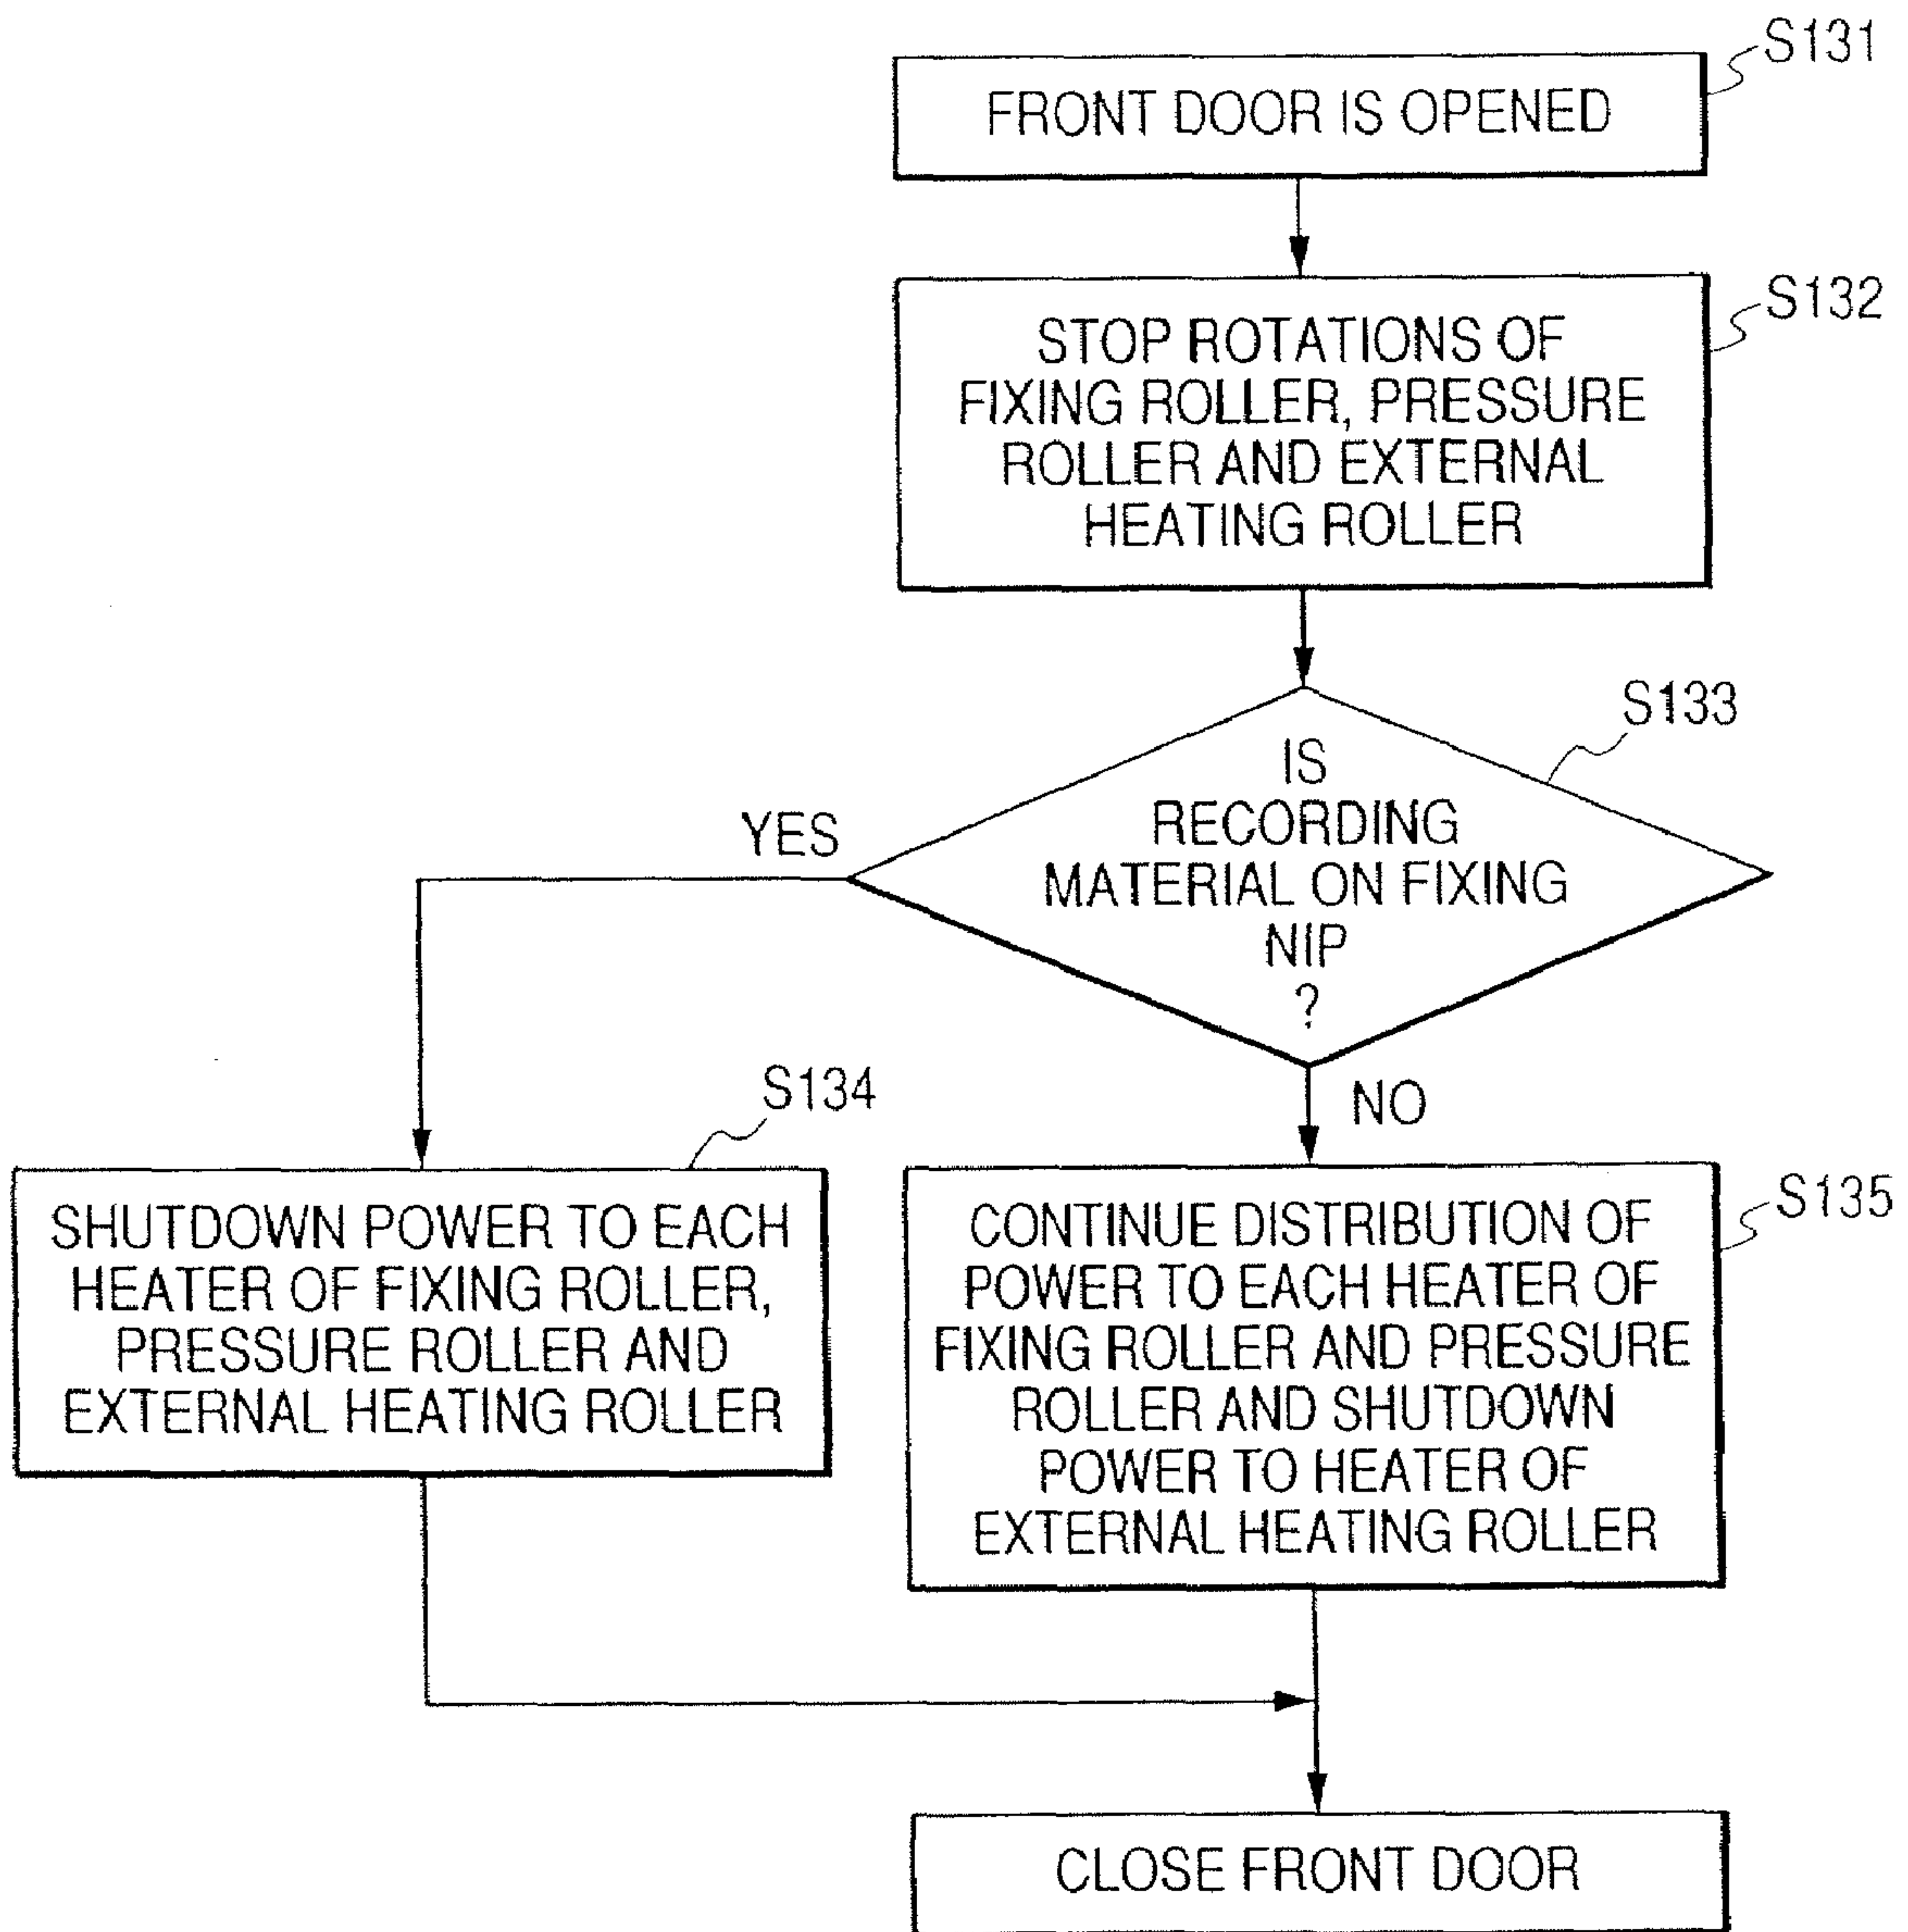 S131
FRONT DOOR IS OPENED
S132
STOP ROTATIONS OF
FIXING ROLLER, PRESSURE
ROLLER AND EXTERNAL
HEATING ROLLER
S133
IS
RECORDING
MATERIAL ON FIXING
NIP
?
YES
NO
S134
SHUTDOWN POWER TO EACH
HEATER OF FIXING ROLLER,
PRESSURE ROLLER AND
EXTERNAL HEATING ROLLER
S135
CONTINUE DISTRIBUTION OF
POWER TO EACH HEATER OF
FIXING ROLLER AND PRESSURE
ROLLER AND SHUTDOWN
POWER TO HEATER OF
EXTERNAL HEATING ROLLER
CLOSE FRONT DOOR